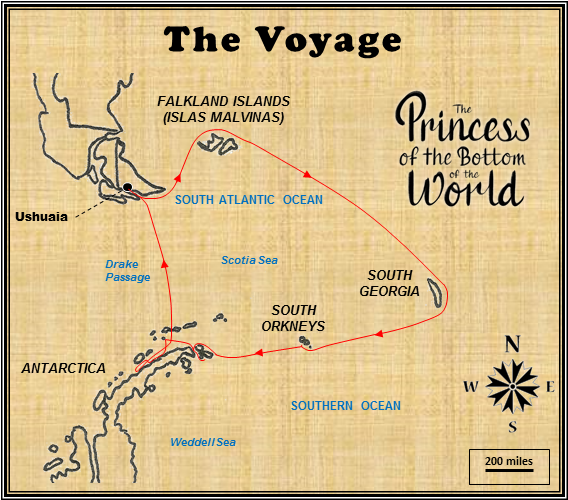 The Voyage
FALKLAND ISLANDS
(ISLAS MALVINAS)
The
Princess
of the Bottom
of the
World
Ushuaia
SOUTH ATLANTIC OCEAN
Drake
Passage
Scotia Sea
SOUTH
GEORGIA
SOUTH
ORKNEYS
ANTARCTICA
N
W E
S
SOUTHERN OCEAN
Weddell Sea
200 miles